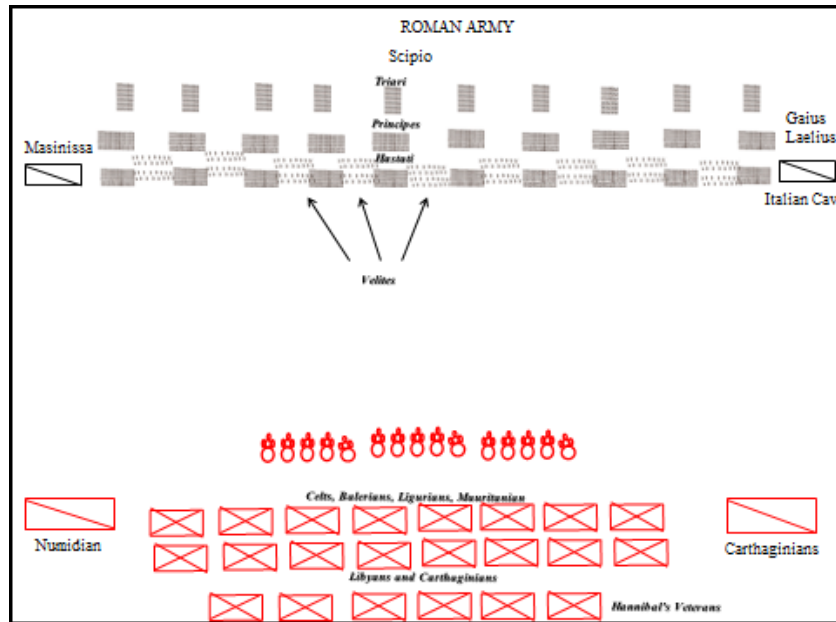 ROMAN ARMY
Scipio
Triari
Principes
Hastati
Masinissa
Gaius
Laelius
Italian Cav
Velites
Celts, Balerians, Ligurians, Mauritanian
Numidian
Carthaginians
Libyans and Carthaginians
Hannibal's Veterans